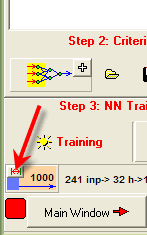 Step 2: Criteri
Step 3: NN Trai
Training
1000
241 inp-> 32 h->1
Main Window